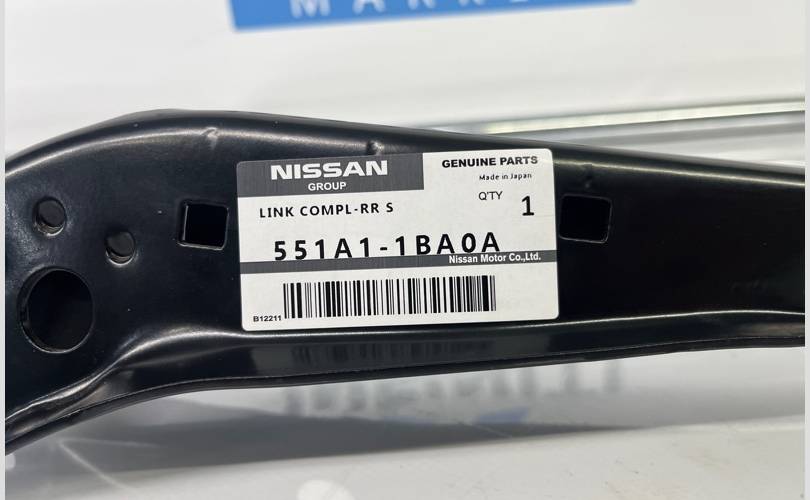 NISSAN
GROUP
GENUINE PARTS
Made in Japan
LINK COMPL-RR S
Q'TY 1
551A1-1BA0A
Nissan Motor Co.,Ltd.
B12211